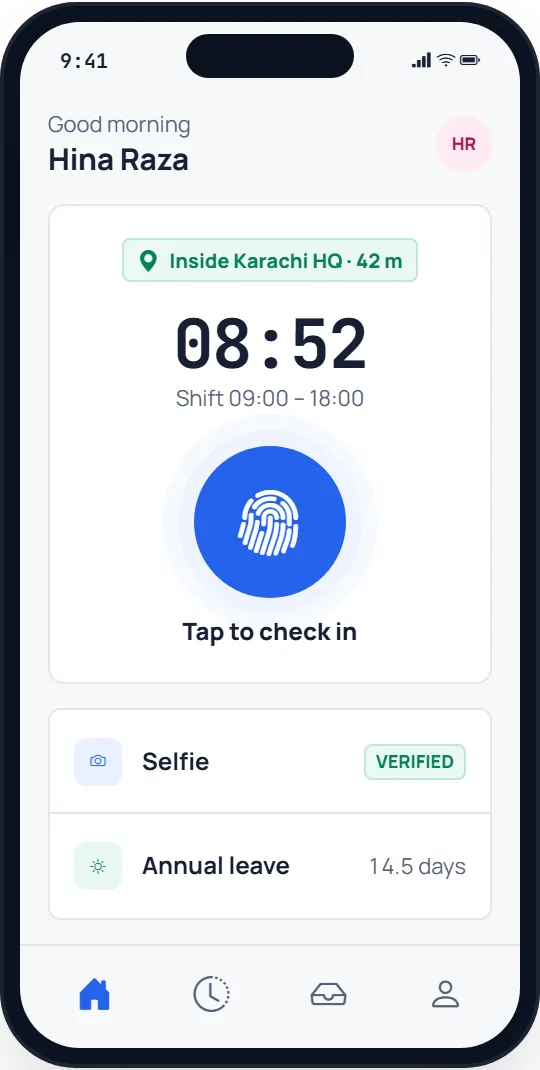 9:41
Good morning
Hina Raza
HR
Inside Karachi HQ · 42 m
08:52
Shift 09:00 – 18:00
Tap to check in
Selfie
VERIFIED
Annual leave
14.5 days